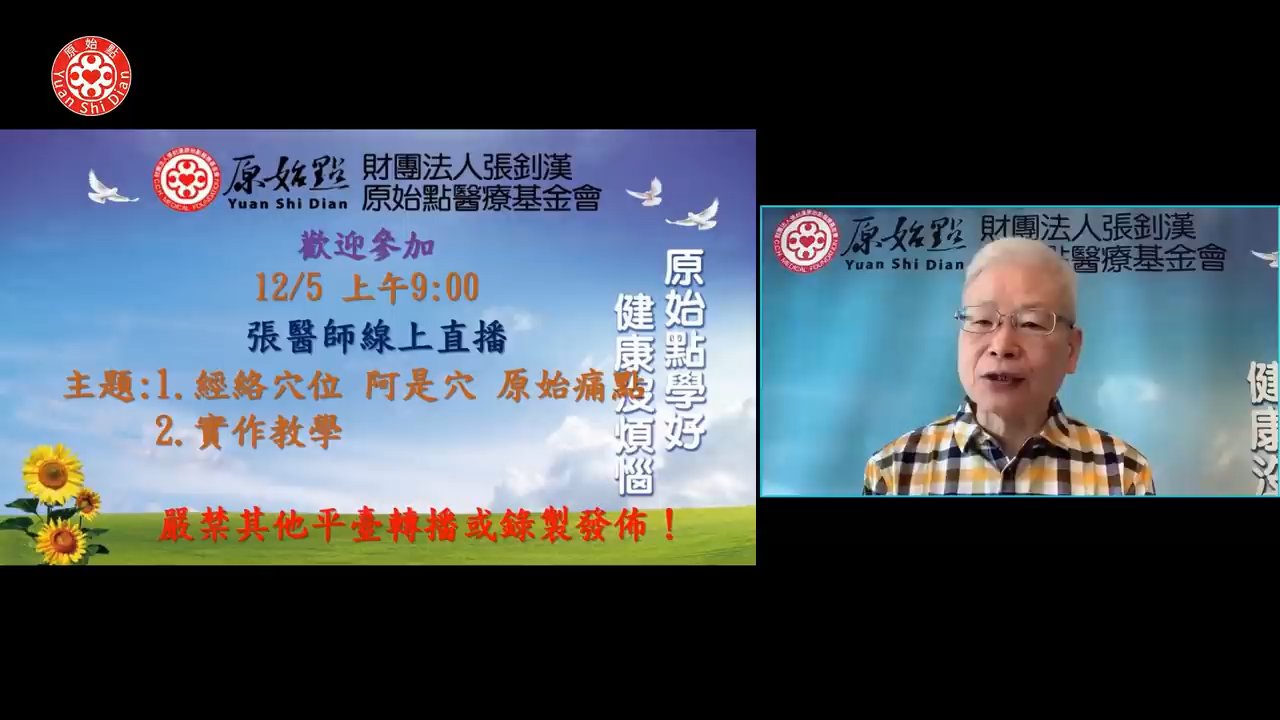 原始點
Yuan Shi Dian
原始點
Yuan Shi Dian
財團法人張釗漢
原始點醫療基金會
歡迎參加
12/5 上午9:00
張醫師線上直播
主題:1.經絡穴位 阿是穴 原始痛點
2.實作教學
原始點學好
健康沒煩惱
嚴禁其他平臺轉播或錄製發佈！
原始點
Yuan Shi Dian
財團法人張釗漢
點醫療基金會
健康